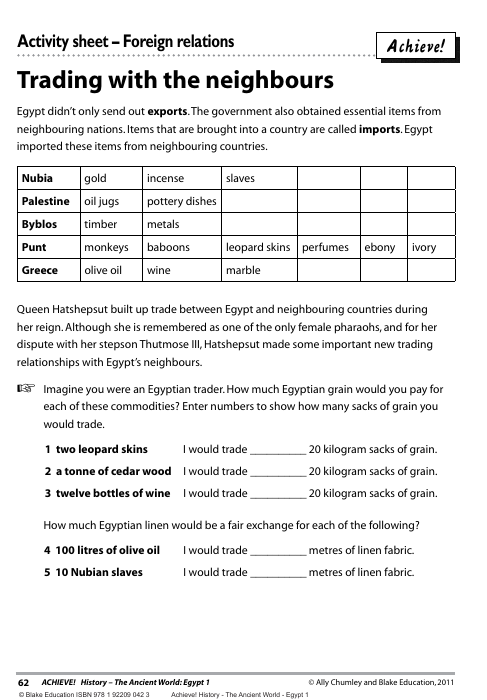 Activity sheet – Foreign relations
Achieve!
Trading with the neighbours
Egypt didn't only send out exports. The government also obtained essential items from
neighbouring nations. Items that are brought into a country are called imports. Egypt
imported these items from neighbouring countries.
Nubia gold incense slaves
Palestine oil jugs pottery dishes
Byblos timber metals
Punt monkeys baboons leopard skins perfumes ebony ivory
Greece olive oil wine marble
Queen Hatshepsut built up trade between Egypt and neighbouring countries during
her reign. Although she is remembered as one of the only female pharaohs, and for her
dispute with her stepson Thutmose III, Hatshepsut made some important new trading
relationships with Egypt's neighbours.
Imagine you were an Egyptian trader. How much Egyptian grain would you pay for
each of these commodities? Enter numbers to show how many sacks of grain you
would trade.
1 two leopard skins I would trade __________ 20 kilogram sacks of grain.
2 a tonne of cedar wood I would trade __________ 20 kilogram sacks of grain.
3 twelve bottles of wine I would trade __________ 20 kilogram sacks of grain.
How much Egyptian linen would be a fair exchange for each of the following?
4 100 litres of olive oil I would trade __________ metres of linen fabric.
5 10 Nubian slaves I would trade __________ metres of linen fabric.
62 ACHIEVE! History – The Ancient World: Egypt 1 © Ally Chumley and Blake Education, 2011
© Blake Education ISBN 978 1 92209 042 3 Achieve! History - The Ancient World - Egypt 1